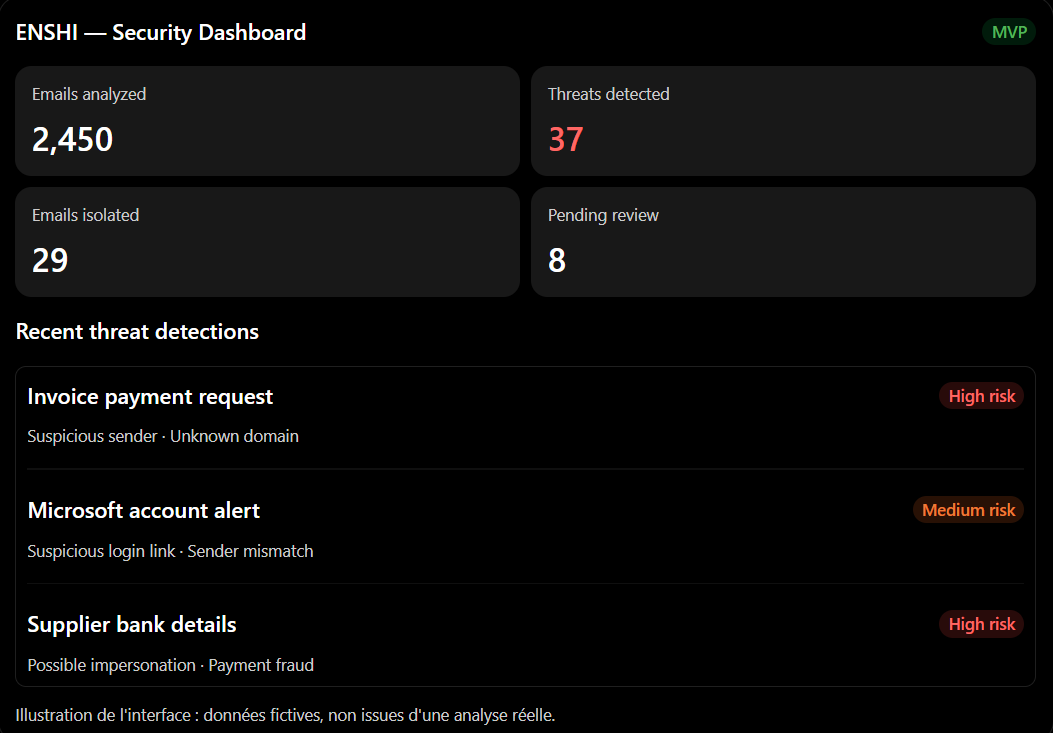 ENSHI — Security Dashboard
MVP
Emails analyzed
2,450
Threats detected
37
Emails isolated
29
Pending review
8
Recent threat detections
Invoice payment request
High risk
Suspicious sender · Unknown domain
Microsoft account alert
Medium risk
Suspicious login link · Sender mismatch
Supplier bank details
High risk
Possible impersonation · Payment fraud
Illustration de l'interface : données fictives, non issues d'une analyse réelle.